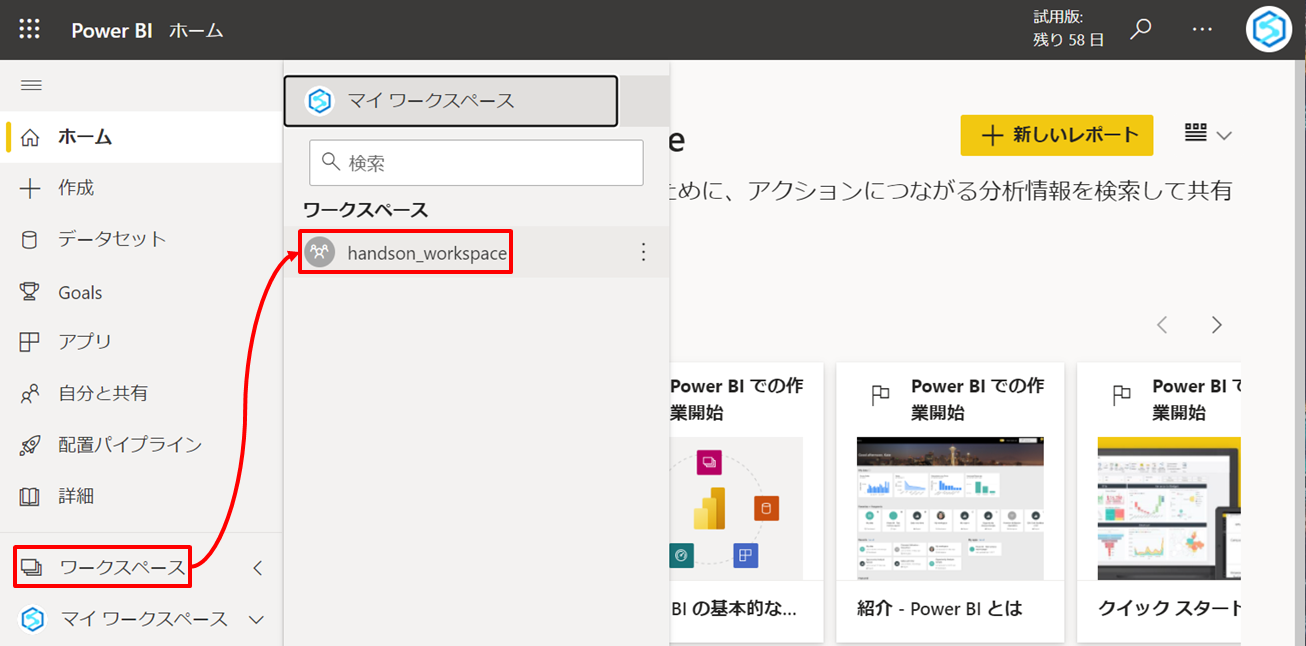 Power BI ホーム
試用版:
残り 58 日
ホーム
作成
データセット
Goals
アプリ
自分と共有
配置パイプライン
詳細
ワークスペース
マイ ワークスペース
マイ ワークスペース
検索
ワークスペース
handson_workspace
e
新しいレポート
ために、アクションにつながる分析情報を検索して共有
Power BI での作
業開始
BI の基本的な...
Power BI での作
業開始
紹介 - Power BI とは
Power BI で
業開始
クイック スタート